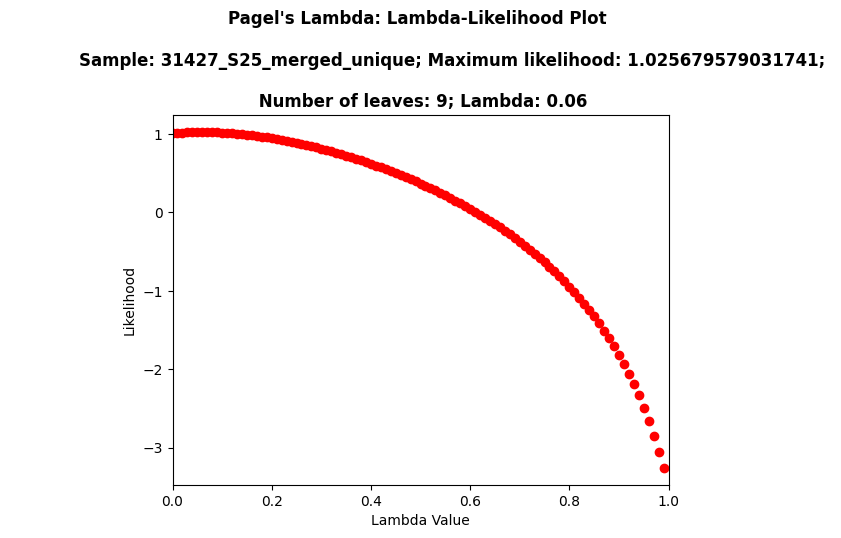 Pagel's Lambda: Lambda-Likelihood Plot
Sample: 31427_S25_merged_unique; Maximum likelihood: 1.025679579031741;
Number of leaves: 9; Lambda: 0.06
1
0
−1
−2
−3
Likelihood
0.0 0.2 0.4 0.6 0.8 1.0
Lambda Value